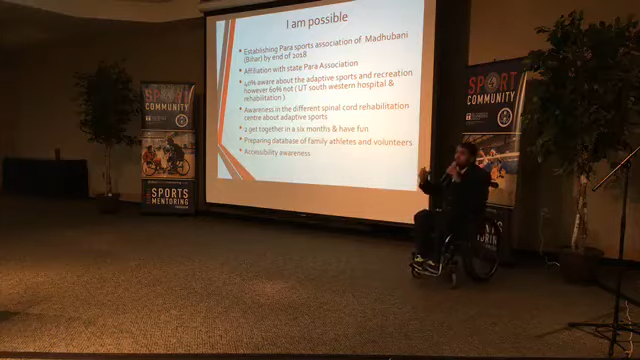 I am possible
Establishing Para sports association of Madhubani
(Bihar) by end of 2018
Affiliation with state Para Association
40% aware about the adaptive sports and recreation
however 60% not ( UT south western hospital &
rehabilitation )
Awareness in the different spinal cord rehabilitation
centre about adaptive sports
2 get together in a six months & have fun
Preparing database of family athletes and volunteers
Accessibility awareness
SPORT
COMMUNITY
SPORTS
MENTORING
SPORT
COMMUNITY